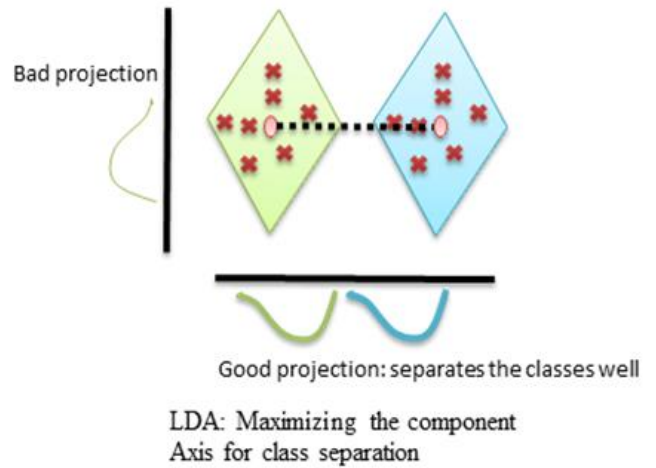 Bad projection
Good projection: separates the classes well
LDA: Maximizing the component
Axis for class separation